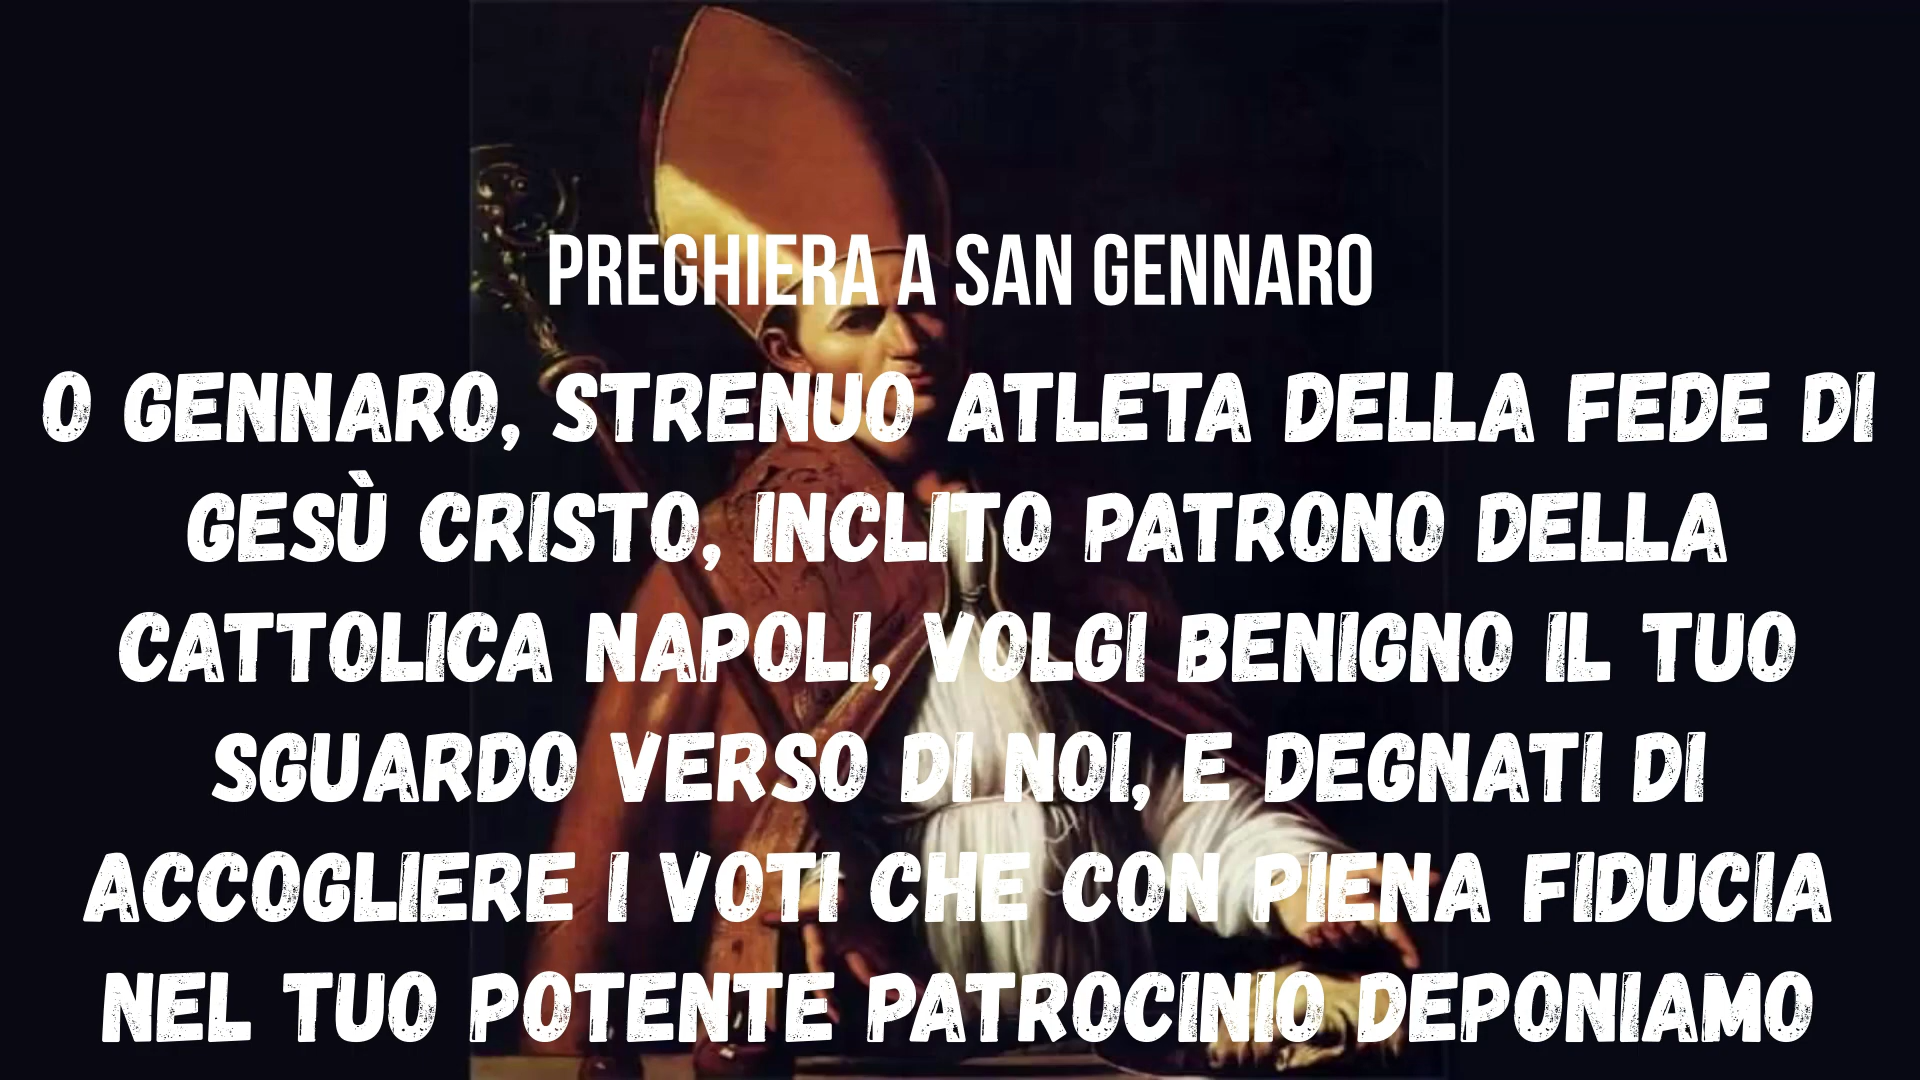 PREGHIERA A SAN GENNARO
O GENNARO, STRENUO ATLETA DELLA FEDE DI
GESÙ CRISTO, INCLITO PATRONO DELLA
CATTOLICA NAPOLI, VOLGI BENIGNO IL TUO
SGUARDO VERSO DI NOI, E DEGNATI DI
ACCOGLIERE I VOTI CHE CON PIENA FIDUCIA
NEL TUO POTENTE PATROCINIO DEPONIAMO